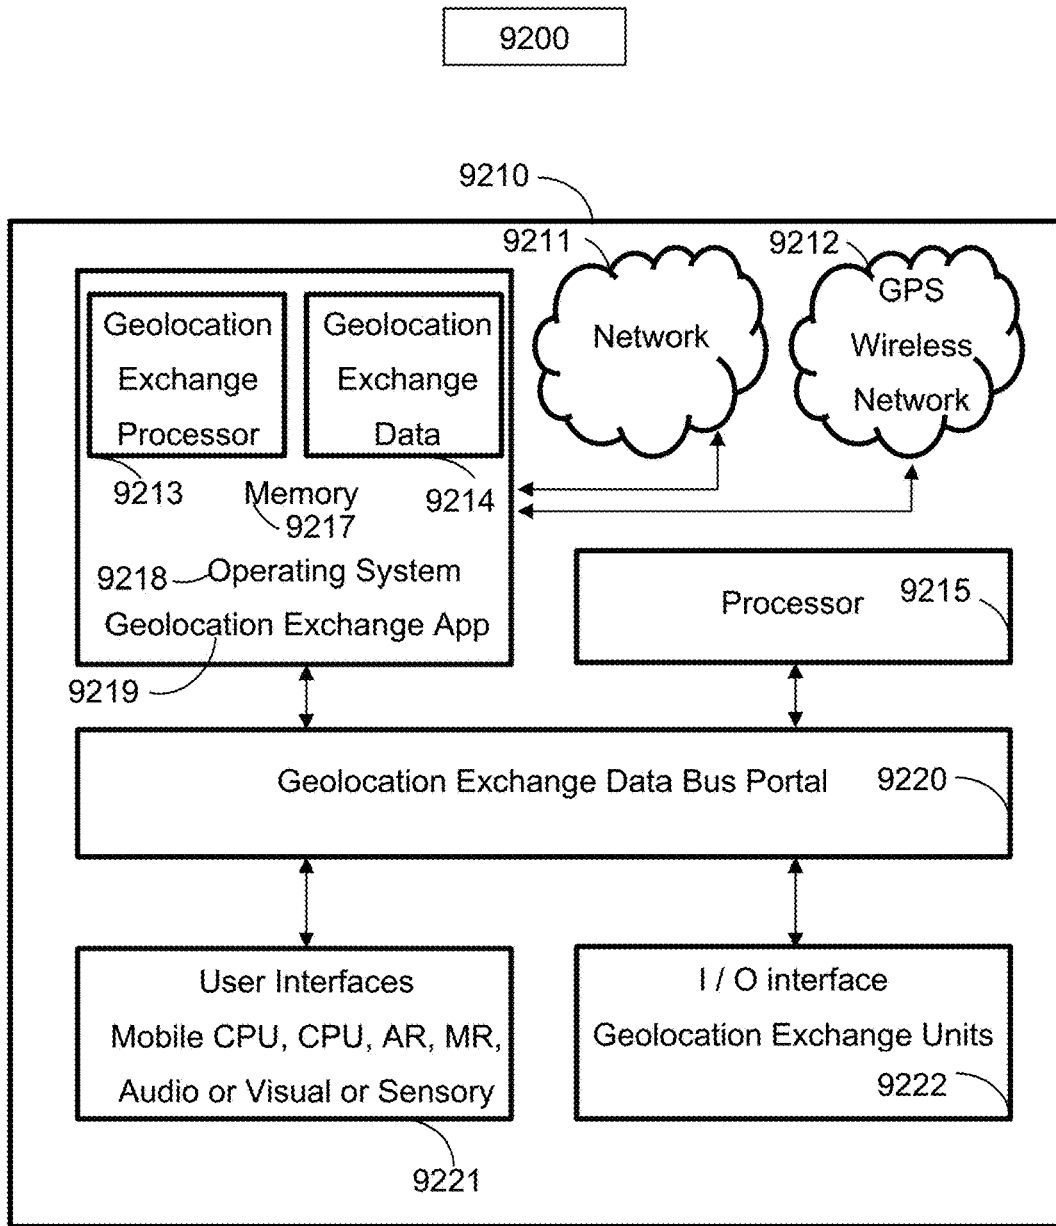 9200
9210
9211
9212
Geolocation
Exchange
Processor
Geolocation
Exchange
Data
Network
GPS
Wireless
Network
9213
9214
Memory
9217
9218
Operating System
Geolocation Exchange App
9219
Processor
9215
Geolocation Exchange Data Bus Portal
9220
User Interfaces
Mobile CPU, CPU, AR, MR,
Audio or Visual or Sensory
9221
I / O interface
Geolocation Exchange Units
9222